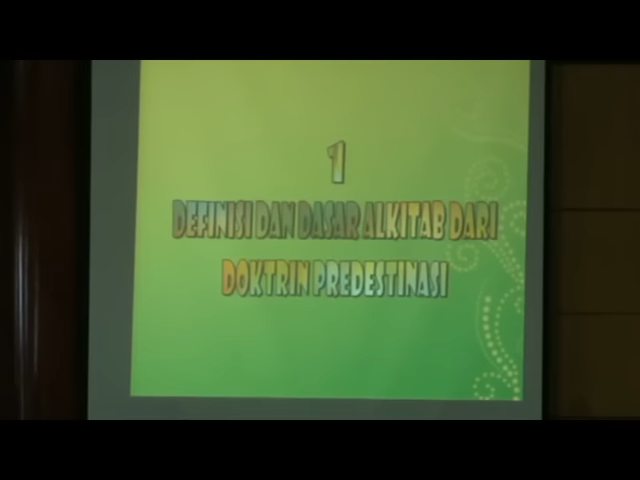 1
DEFINISI DAN DASAR ALKITAB DARI
DOKTRIN PREDESTINASI